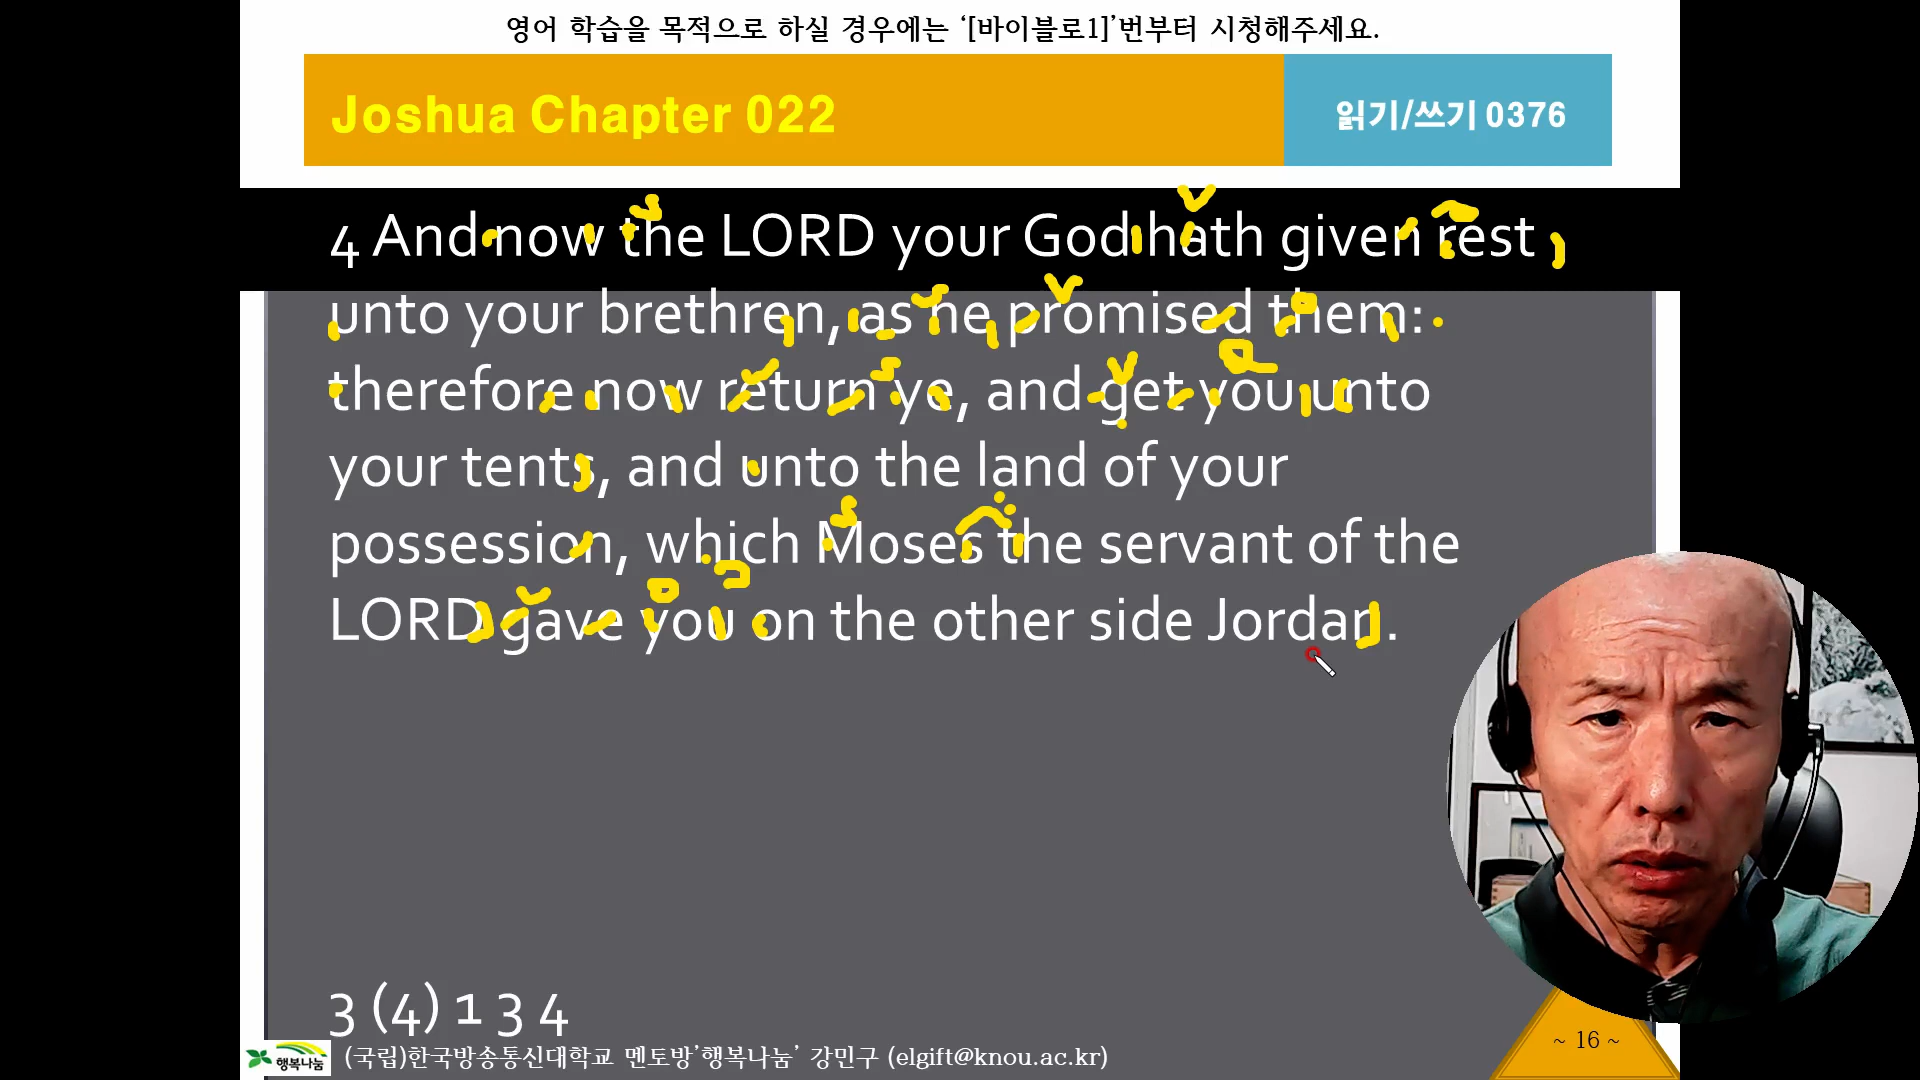 영어 학습을 목적으로 하실 경우에는 ‘[바이블로1]’번부터 시청해주세요.
Joshua Chapter 022
읽기/쓰기 0376
4 And now the LORD your God hath given rest
unto your brethren, as he promised them:
therefore now return ye, and get you unto
your tents, and unto the land of your
possession, which Moses the servant of the
LORD gave you on the other side Jordan.
3 (4) 1 3 4
행복나눔
(국립)한국방송통신대학교 멘토방’행복나눔’ 강민구 (elgift@knou.ac.kr)
~ 16 ~